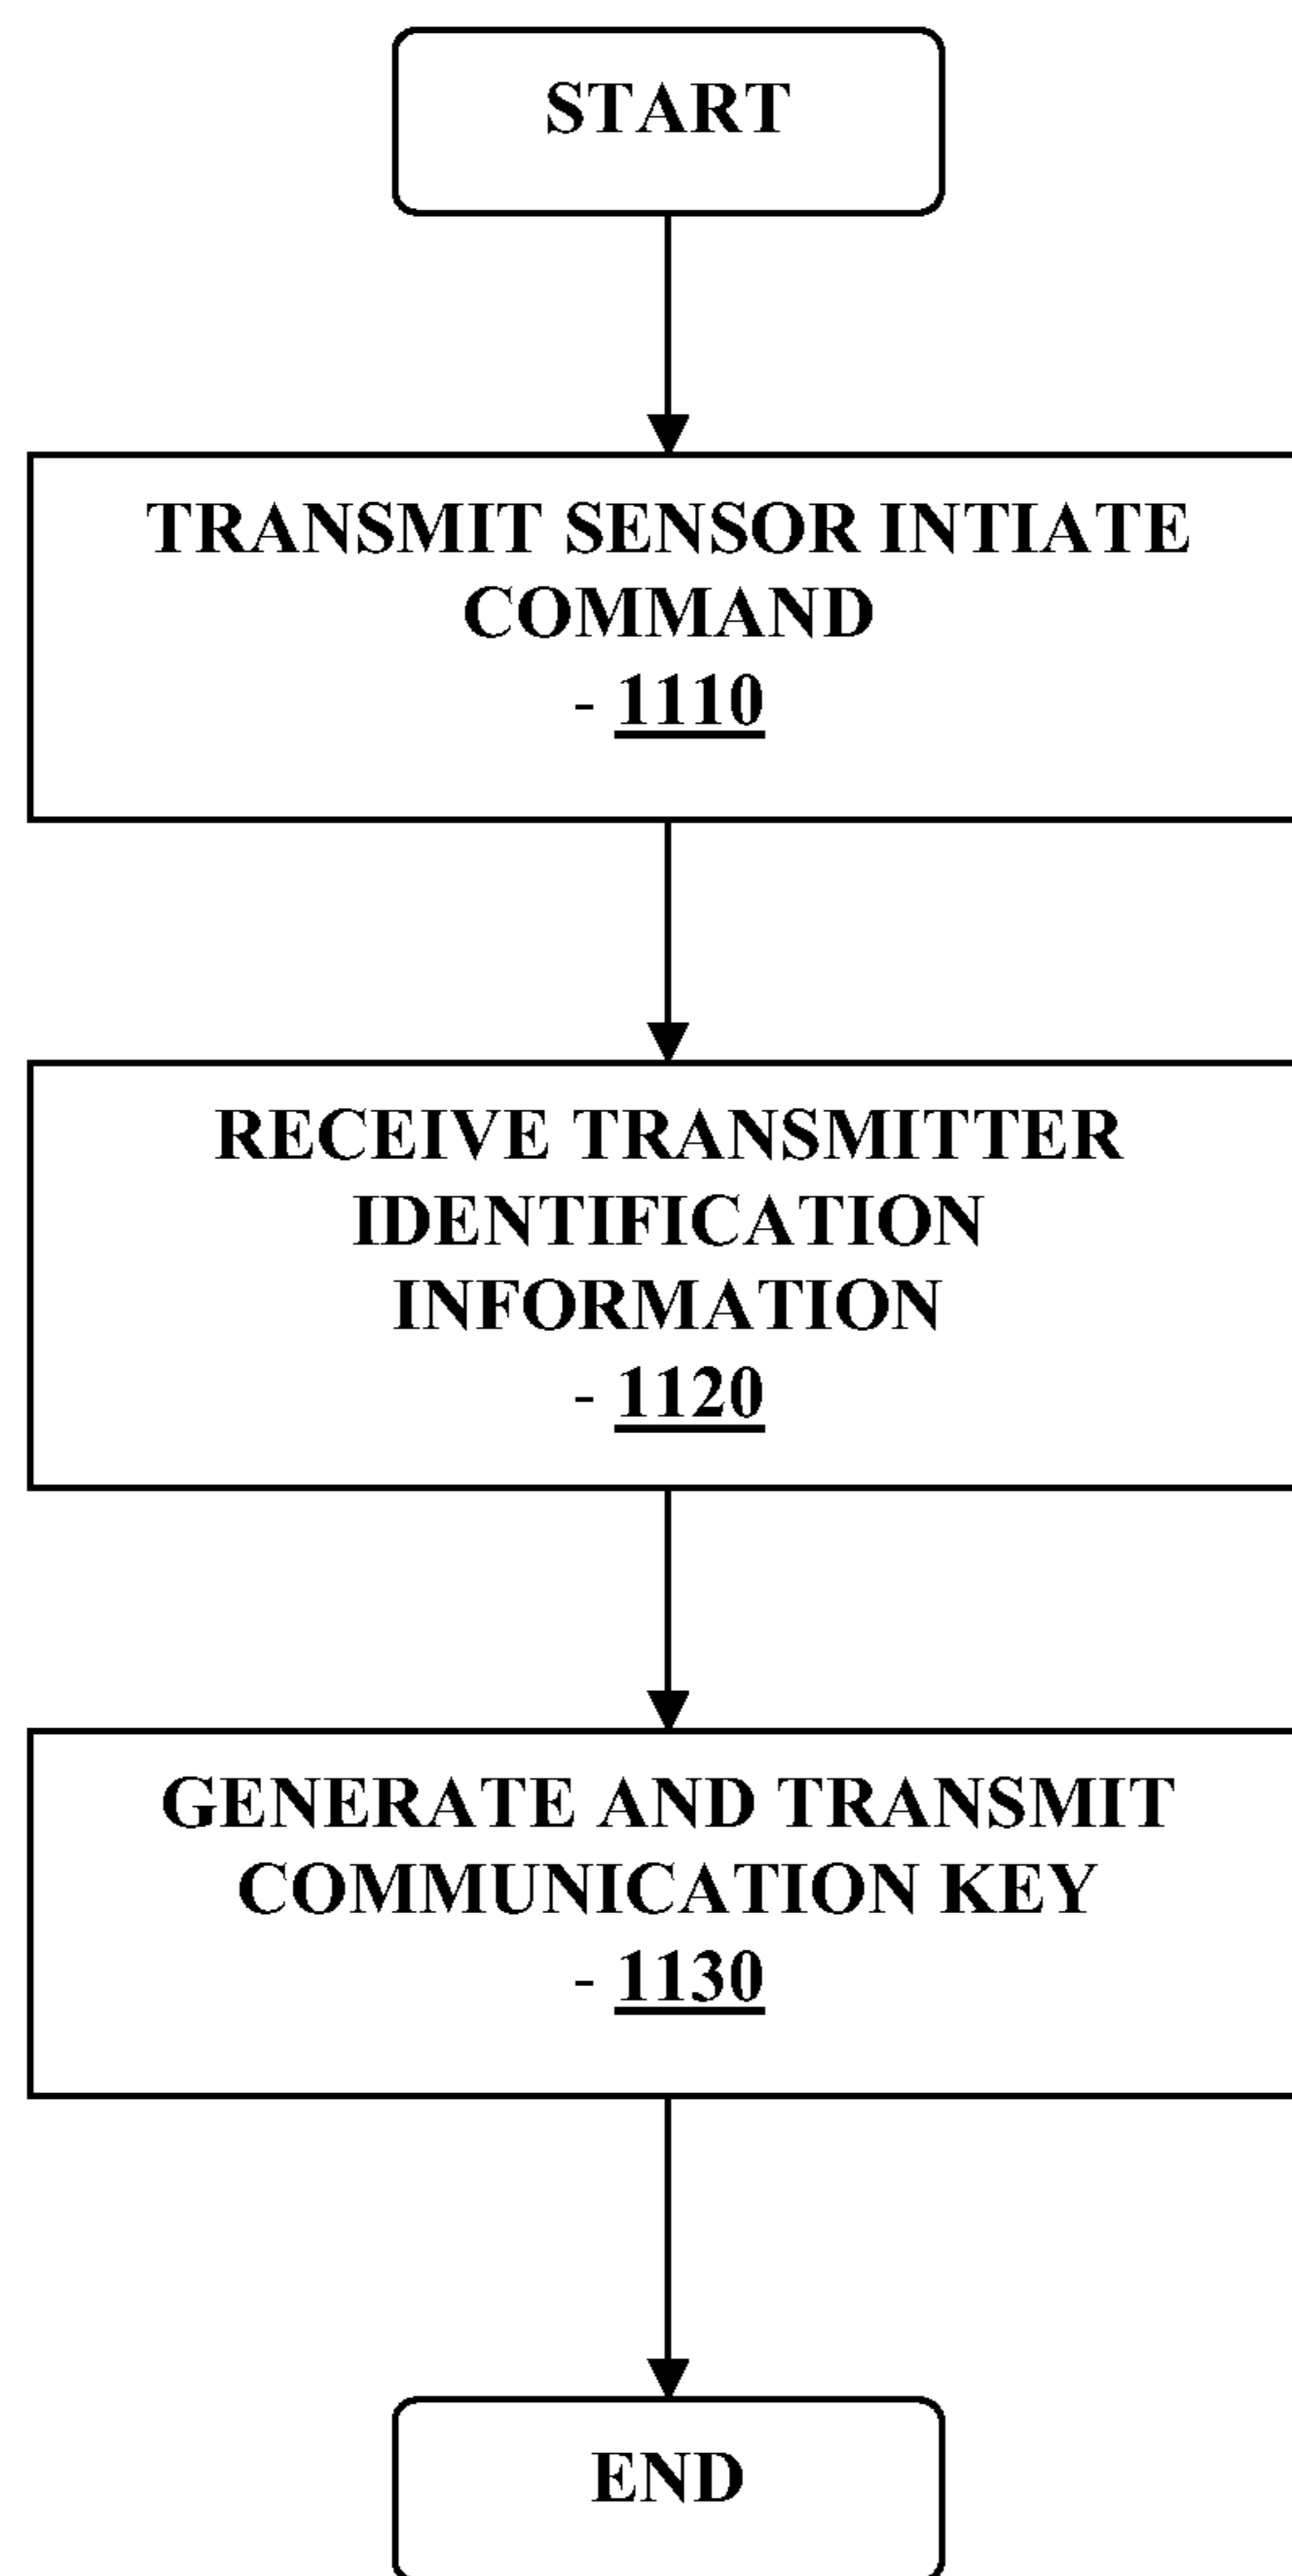 START
TRANSMIT SENSOR INTIATE
COMMAND
- 1110
RECEIVE TRANSMITTER
IDENTIFICATION
INFORMATION
- 1120
GENERATE AND TRANSMIT
COMMUNICATION KEY
- 1130
END